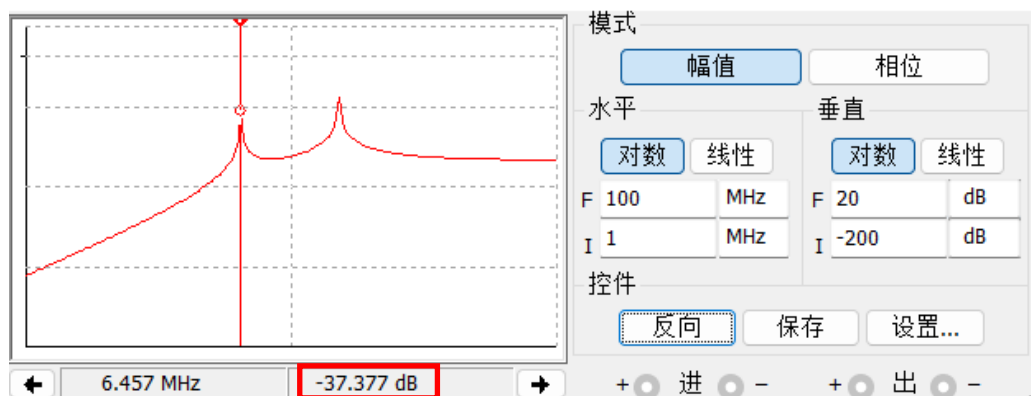 模式
幅值 相位
水平 垂直
对数 线性 对数 线性
F 100 MHz F 20 dB
I 1 MHz I -200 dB
控件
反向 保存 设置...
6.457 MHz -37.377 dB
+ 进 - + 出 -